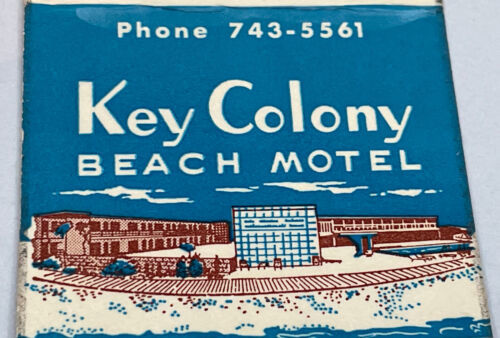 Phone 743-5561
Key Colony
BEACH MOTEL